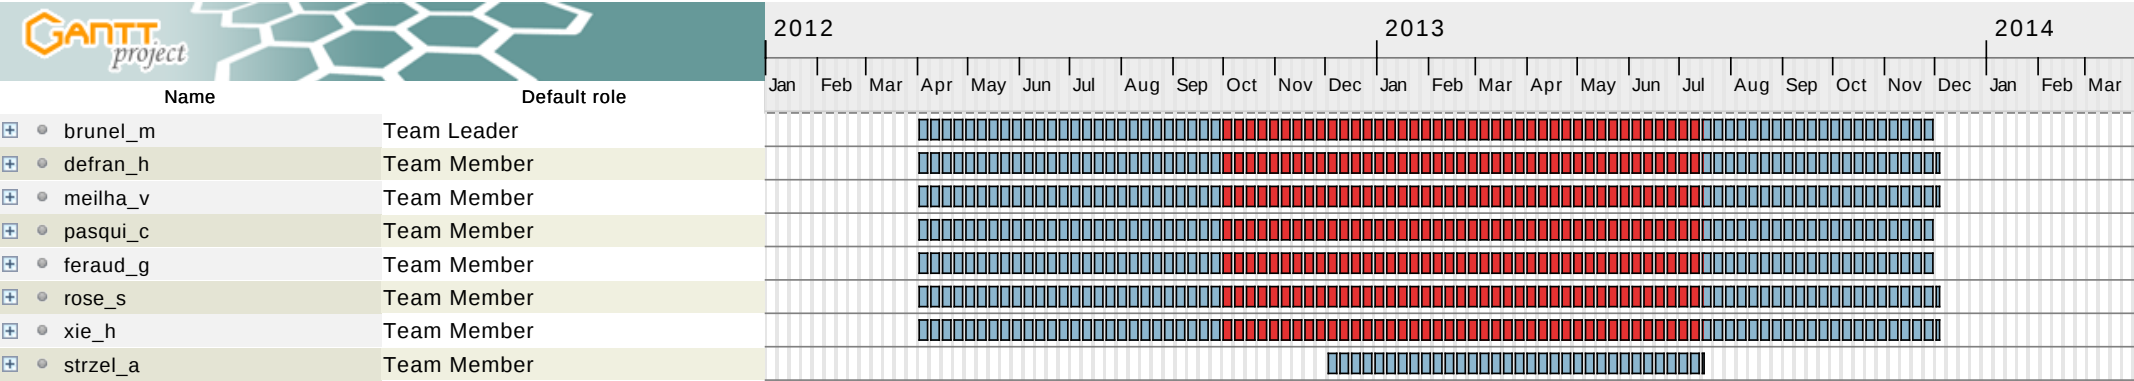 GANTT
project
2012 2013 2014
Jan Feb Mar Apr May Jun Jul Aug Sep Oct Nov Dec Jan Feb Mar Apr May Jun Jul Aug Sep Oct Nov Dec Jan Feb Mar
Name Default role
brunel_m Team Leader
defran_h Team Member
meilha_v Team Member
pasqui_c Team Member
feraud_g Team Member
rose_s Team Member
xie_h Team Member
strzel_a Team Member